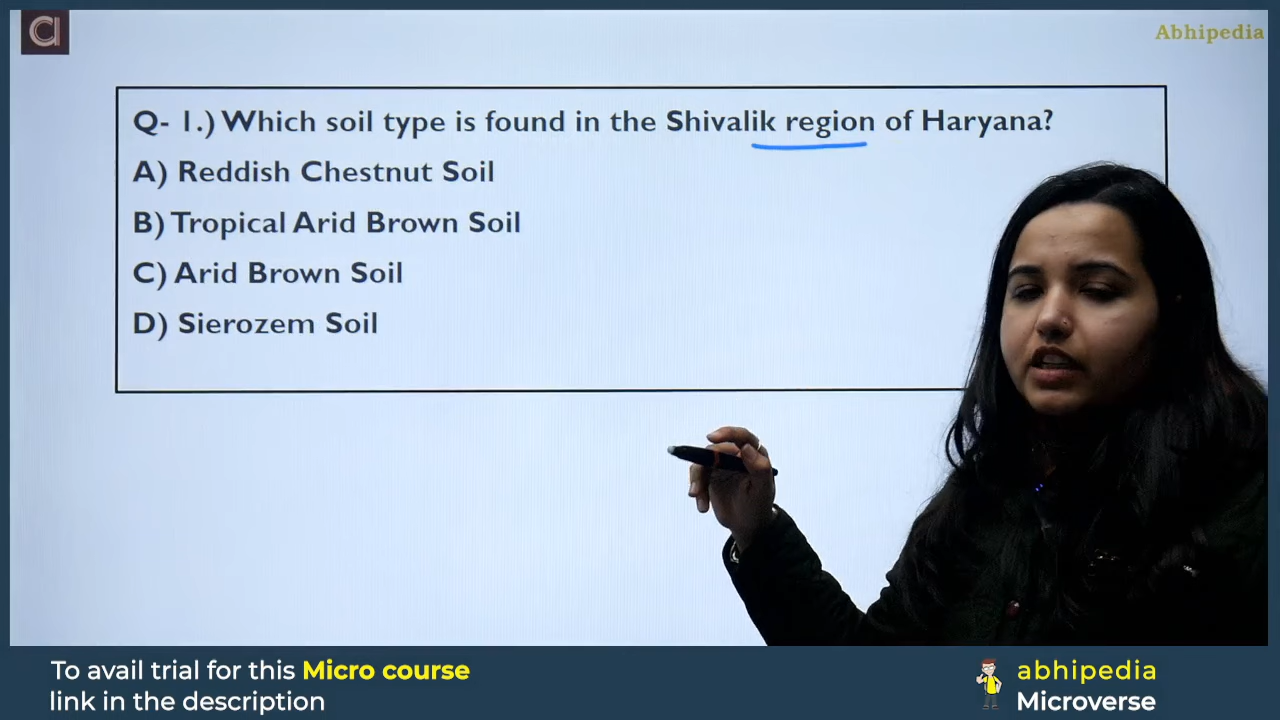 Abhipedia
Q- 1.) Which soil type is found in the Shivalik region of Haryana?
A) Reddish Chestnut Soil
B) Tropical Arid Brown Soil
C) Arid Brown Soil
D) Sierozem Soil
To avail trial for this Micro course
link in the description
abhipedia
Microverse